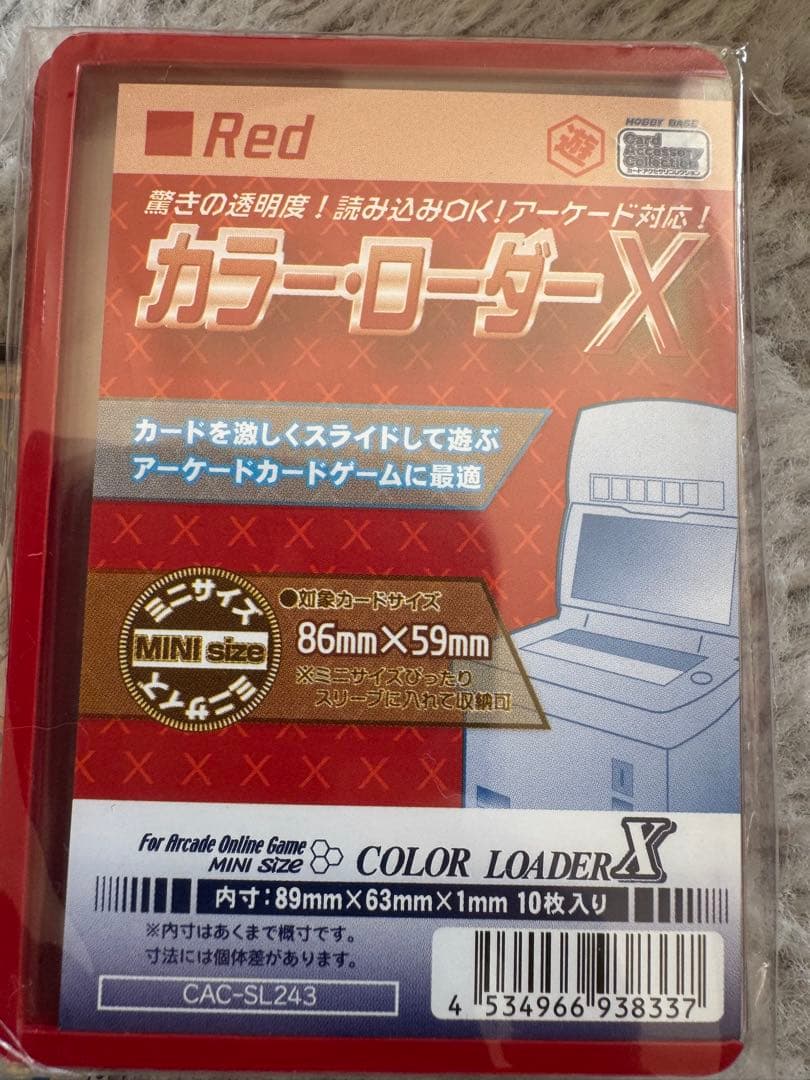 Red
遊
HOBBY BASE
Card
Accessory
Collection
カードアクセサリコレクション
驚きの透明度！読み込みOK！アーケード対応！
カラー・ローダーX
カードを激しくスライドして遊ぶ
アーケードカードゲームに最適
ミニサイズ
MINI size
ミニサイズ
●対象カードサイズ
86mm×59mm
※ミニサイズぴったり
スリーブに入れて収納可
For Arcade Online Game
MINI Size
COLOR LOADER X
内寸：89mm×63mm×1mm 10枚入り
※内寸はあくまで概寸です。
寸法には個体差があります。
CAC-SL243
4 534966 938337